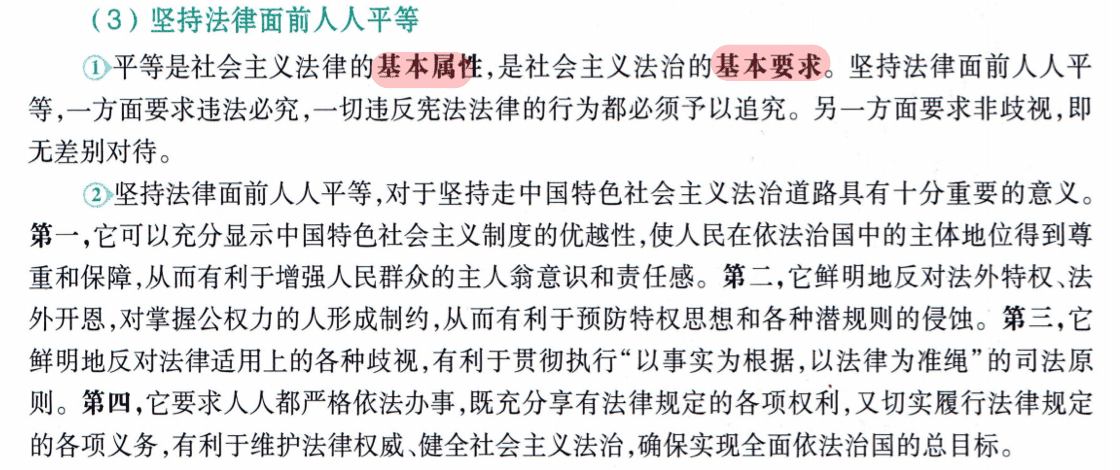 （3）坚持法律面前人人平等
①平等是社会主义法律的基本属性,是社会主义法治的基本要求。坚持法律面前人人平
等,一方面要求违法必究,一切违反宪法法律的行为都必须予以追究。另一方面要求非歧视,即
无差别对待。
②坚持法律面前人人平等,对于坚持走中国特色社会主义法治道路具有十分重要的意义。
第一,它可以充分显示中国特色社会主义制度的优越性,使人民在依法治国中的主体地位得到尊
重和保障,从而有利于增强人民群众的主人翁意识和责任感。第二,它鲜明地反对法外特权、法
外开恩,对掌握公权力的人形成制约,从而有利于预防特权思想和各种潜规则的侵蚀。第三,它
鲜明地反对法律适用上的各种歧视,有利于贯彻执行“以事实为根据,以法律为准绳”的司法原
则。第四,它要求人人都严格依法办事,既充分享有法律规定的各项权利,又切实履行法律规定
的各项义务,有利于维护法律权威、健全社会主义法治,确保实现全面依法治国的总目标。